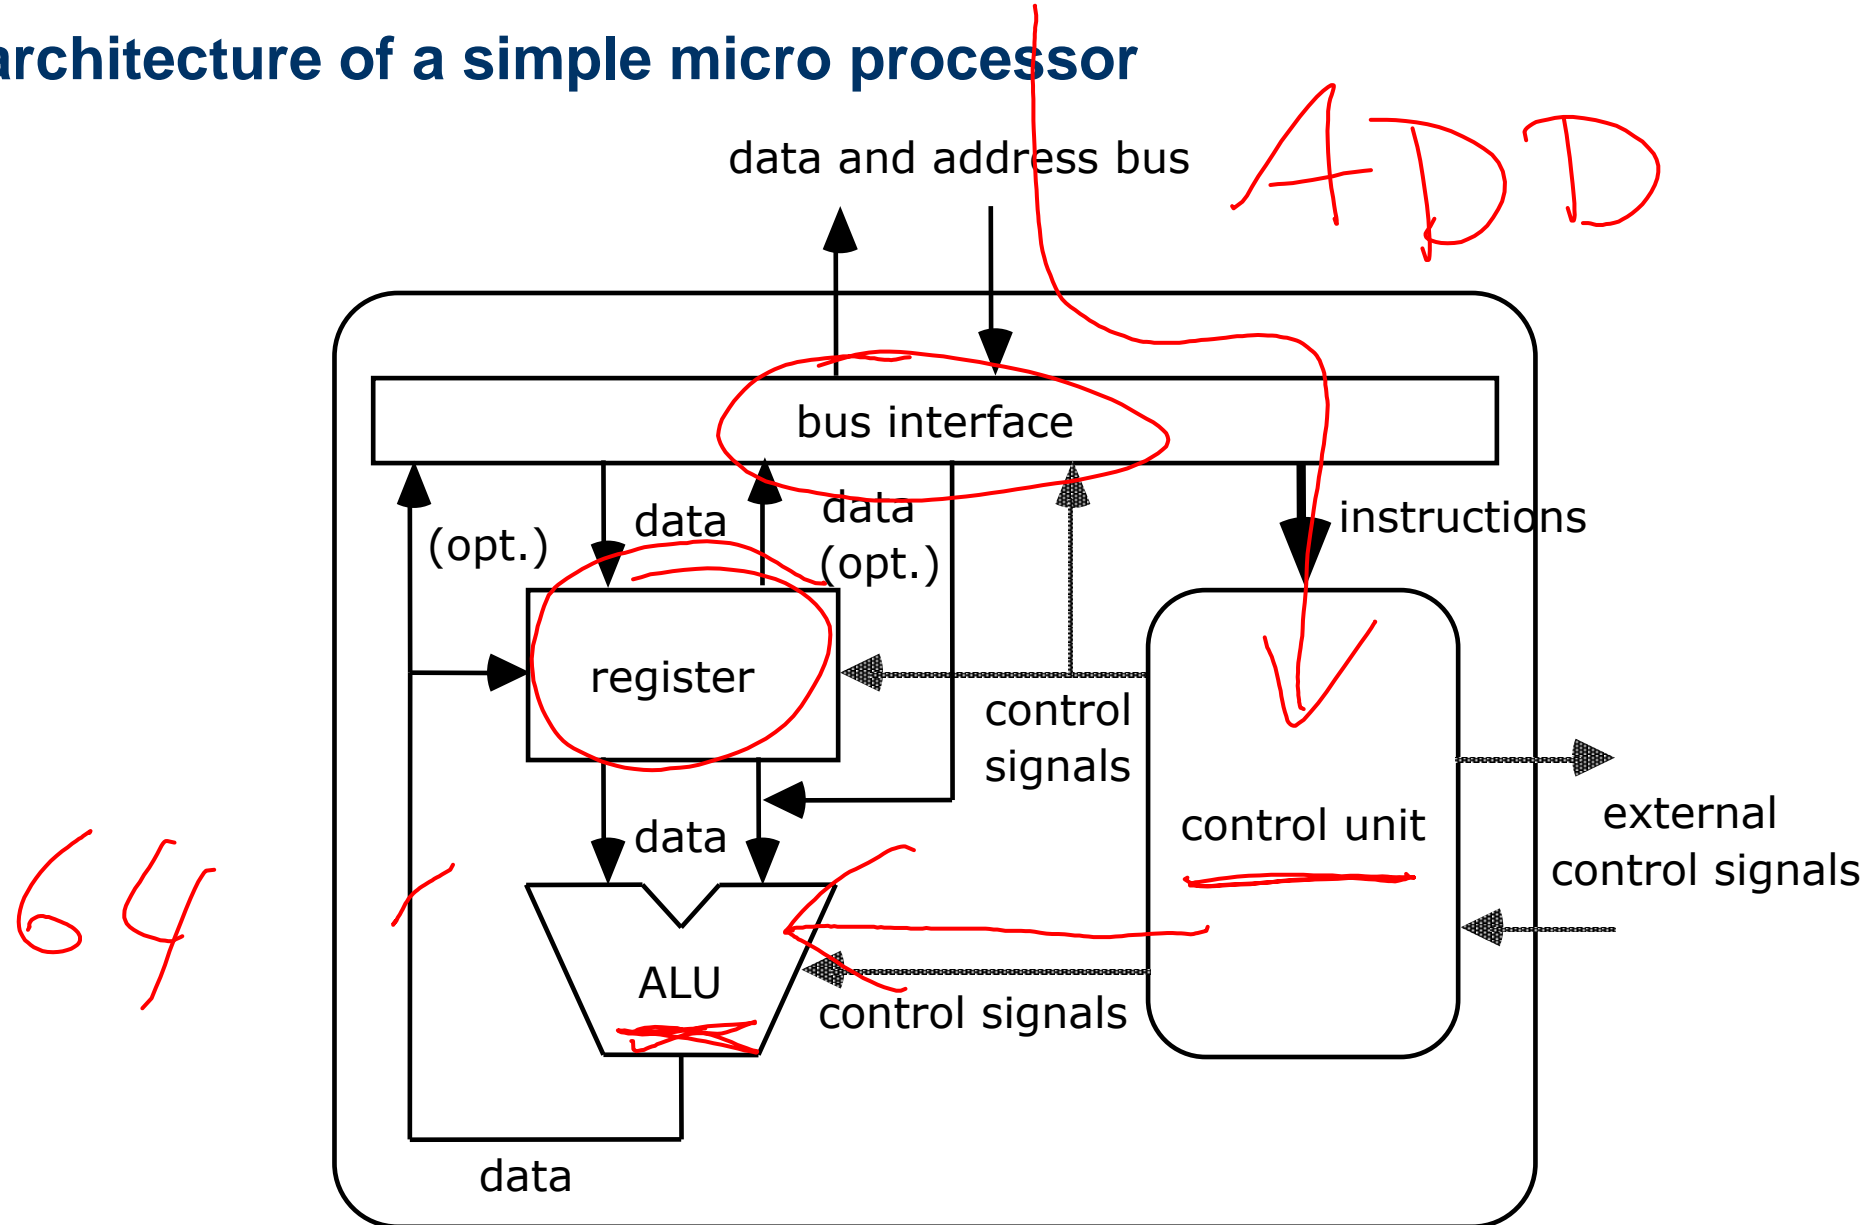 architecture of a simple micro processor
ADD
data and address bus
bus interface
(opt.)
data
data
(opt.)
instructions
register
control
signals
data
control unit
external
control signals
64
ALU
control signals
data